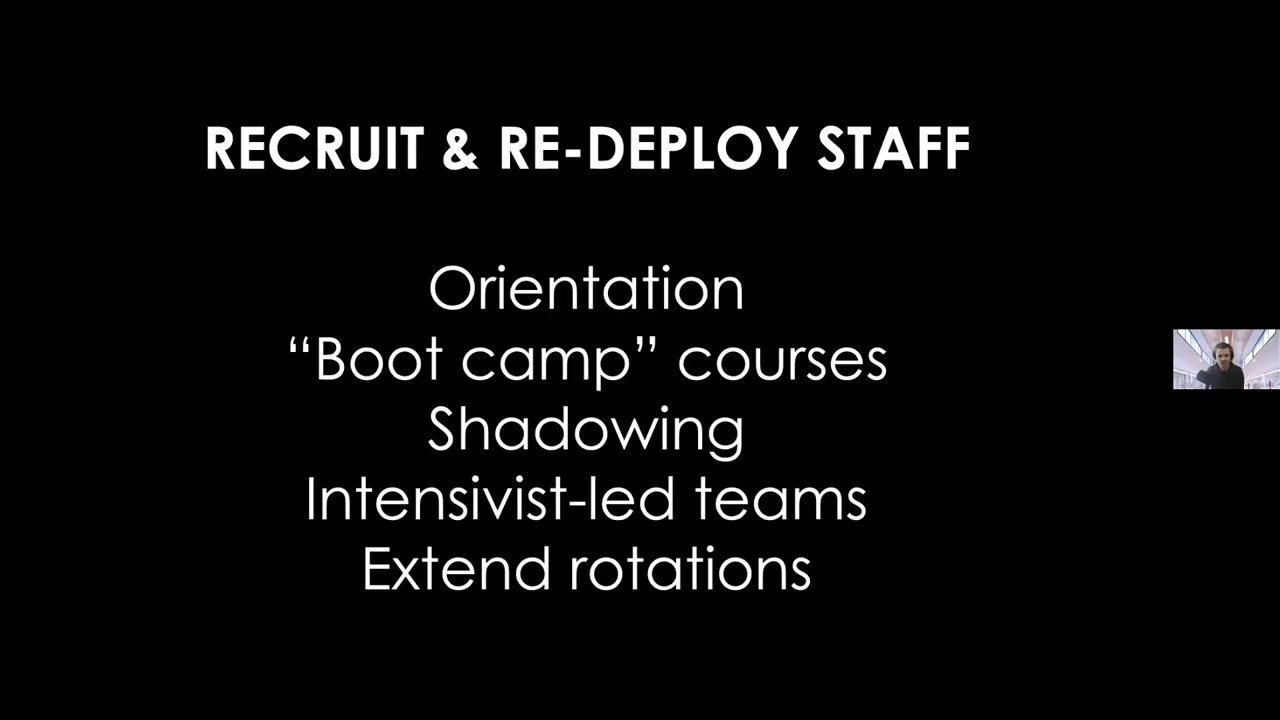 RECRUIT & RE-DEPLOY STAFF
Orientation
“Boot camp” courses
Shadowing
Intensivist-led teams
Extend rotations